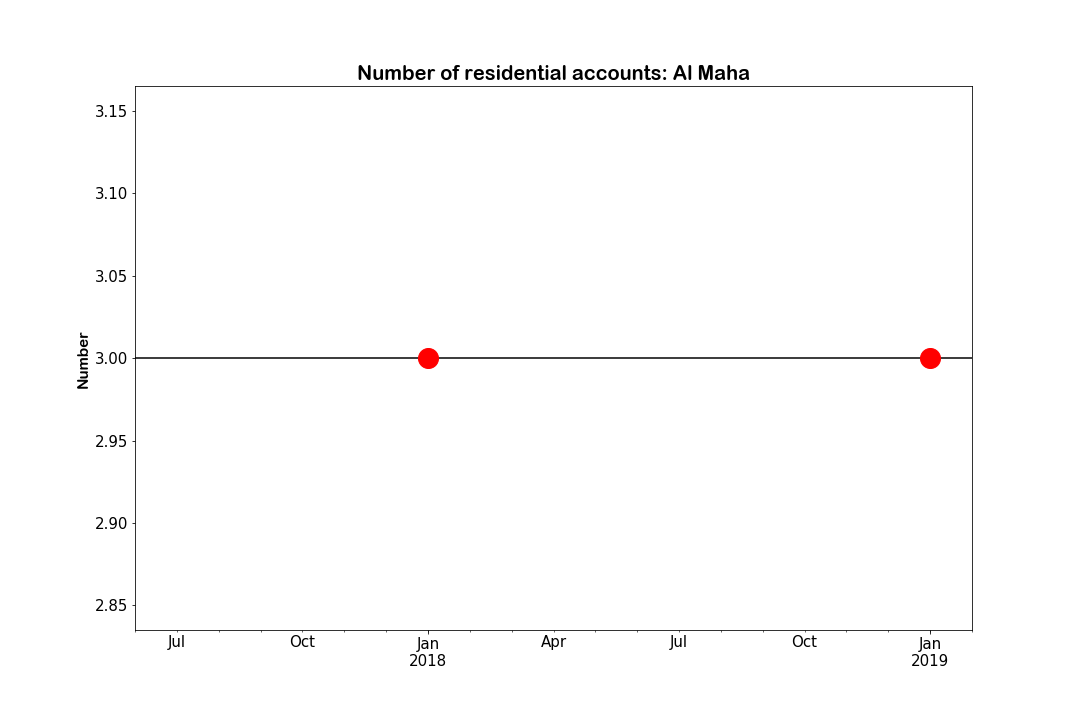 Number of residential accounts: Al Maha
3.15
3.10
3.05
Number
3.00
2.95
2.90
2.85
Jul Oct Jan Apr Jul Oct Jan
2018 2019